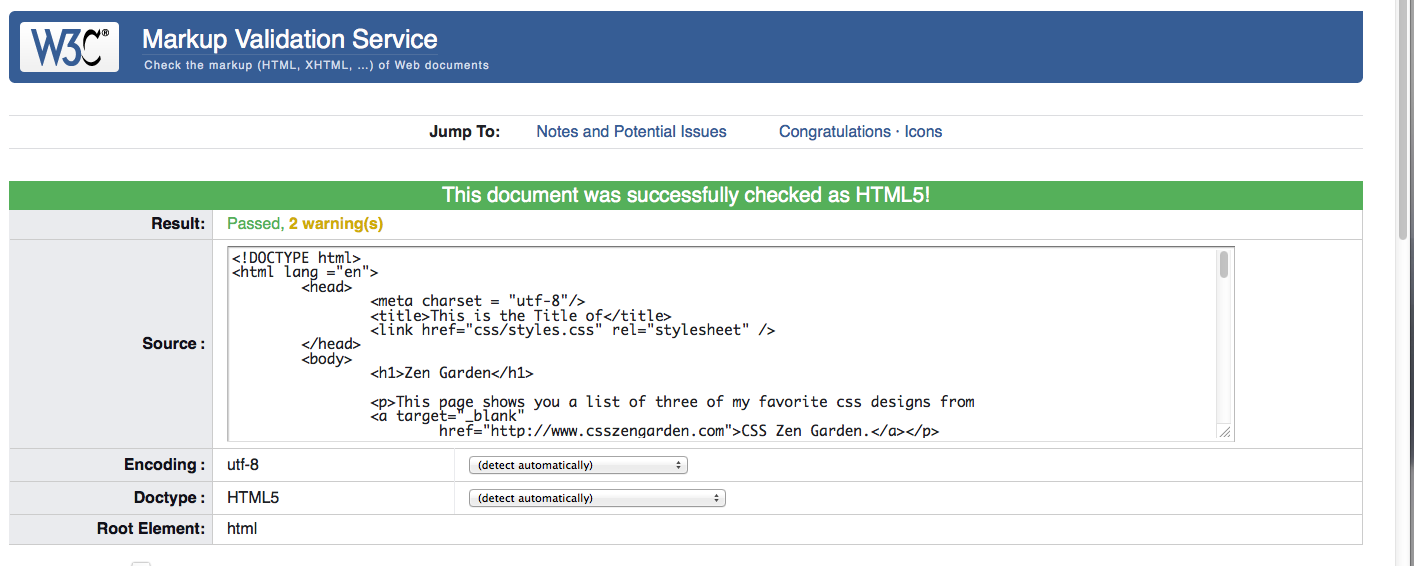 W3C®
Markup Validation Service
Check the markup (HTML, XHTML, ...) of Web documents
Jump To: Notes and Potential Issues Congratulations · Icons
This document was successfully checked as HTML5!
Result: Passed, 2 warning(s)
Source :
<!DOCTYPE html>
<html lang ="en">
<head>
<meta charset = "utf-8"/>
<title>This is the Title of</title>
<link href="css/styles.css" rel="stylesheet" />
</head>
<body>
<h1>Zen Garden</h1>
<p>This page shows you a list of three of my favorite css designs from
<a target="_blank"
href="http://www.csszengarden.com">CSS Zen Garden.</a></p>
Encoding : utf-8 (detect automatically)
Doctype : HTML5 (detect automatically)
Root Element: html